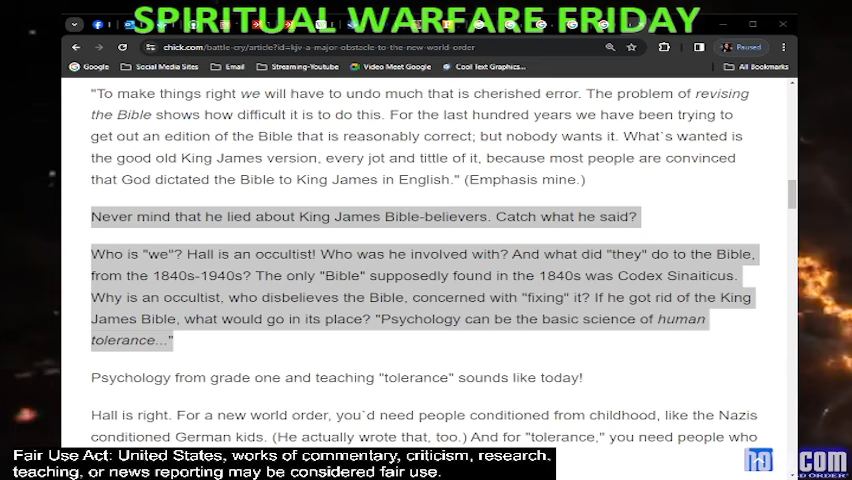 SPIRITUAL WARFARE FRIDAY
chick.com/battle-cry/article?id=kjv-a-major-obstacle-to-the-new-world-order
Paused
Google Social Media Sites Email Streaming-Youtube Video Meet Google Cool Text Graphics... All Bookmarks
"To make things right we will have to undo much that is cherished error. The problem of revising
the Bible shows how difficult it is to do this. For the last hundred years we have been trying to
get out an edition of the Bible that is reasonably correct; but nobody wants it. What`s wanted is
the good old King James version, every jot and tittle of it, because most people are convinced
that God dictated the Bible to King James in English." (Emphasis mine.)
Never mind that he lied about King James Bible-believers. Catch what he said?
Who is "we"? Hall is an occultist! Who was he involved with? And what did "they" do to the Bible,
from the 1840s-1940s? The only "Bible" supposedly found in the 1840s was Codex Sinaiticus.
Why is an occultist, who disbelieves the Bible, concerned with "fixing" it? If he got rid of the King
James Bible, what would go in its place? "Psychology can be the basic science of human
tolerance..."
Psychology from grade one and teaching "tolerance" sounds like today!
Hall is right. For a new world order, you`d need people conditioned from childhood, like the Nazis
conditioned German kids. (He actually wrote that, too.) And for "tolerance," you need people who
Fair Use Act: United States, works of commentary, criticism, research,
teaching, or news reporting may be considered fair use.